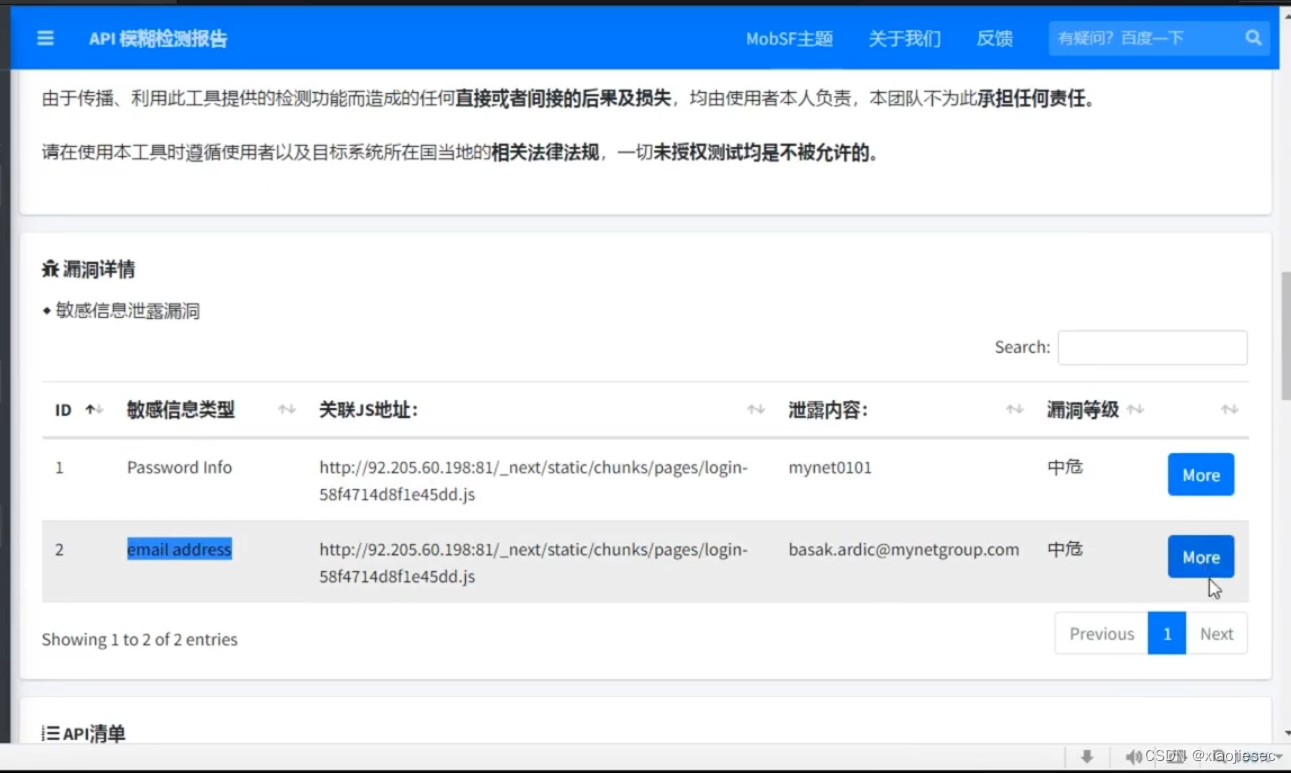 API 模糊检测报告
MobSF主题 关于我们 反馈 有疑问？百度一下
由于传播、利用此工具提供的检测功能而造成的任何直接或者间接的后果及损失，均由使用者本人负责，本团队不为此承担任何责任。
请在使用本工具时遵循使用者以及目标系统所在国当地的相关法律法规，一切未授权测试均是不被允许的。
漏洞详情
敏感信息泄露漏洞
Search:
ID 敏感信息类型 关联JS地址： 泄露内容： 漏洞等级
1 Password Info http://92.205.60.198:81/_next/static/chunks/pages/login- mynet0101 中危 More
58f4714d8f1e45dd.js
2 email address http://92.205.60.198:81/_next/static/chunks/pages/login- basak.ardic@mynetgroup.com 中危 More
58f4714d8f1e45dd.js
Showing 1 to 2 of 2 entries
Previous 1 Next
API清单
CSDN @xiaojiesec